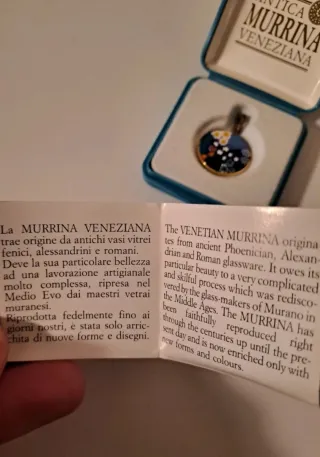 ANTICA
MURRINA
VENEZIANA
La MURRINA VENEZIANA
trae origine da antichi vasi vitrei
fenici, alessandrini e romani.
Deve la sua particolare bellezza
ad una lavorazione artigianale
molto complessa, ripresa nel
Medio Evo dai maestri vetrai
muranesi.
Riprodotta fedelmente fino ai
giorni nostri, è stata solo arric-
chita di nuove forme e disegni.
The VENETIAN MURRINA origina
tes from ancient Phoenician, Alexan-
drian and Roman glassware. It owes its
particular beauty to a very complicated
and skilful process which was redisco-
vered by the glass-makers of Murano in
the Middle Ages. The MURRINA has
been faithfully reproduced right
through the centuries up until the pre-
sent day and is now enriched only with
new forms and colours.